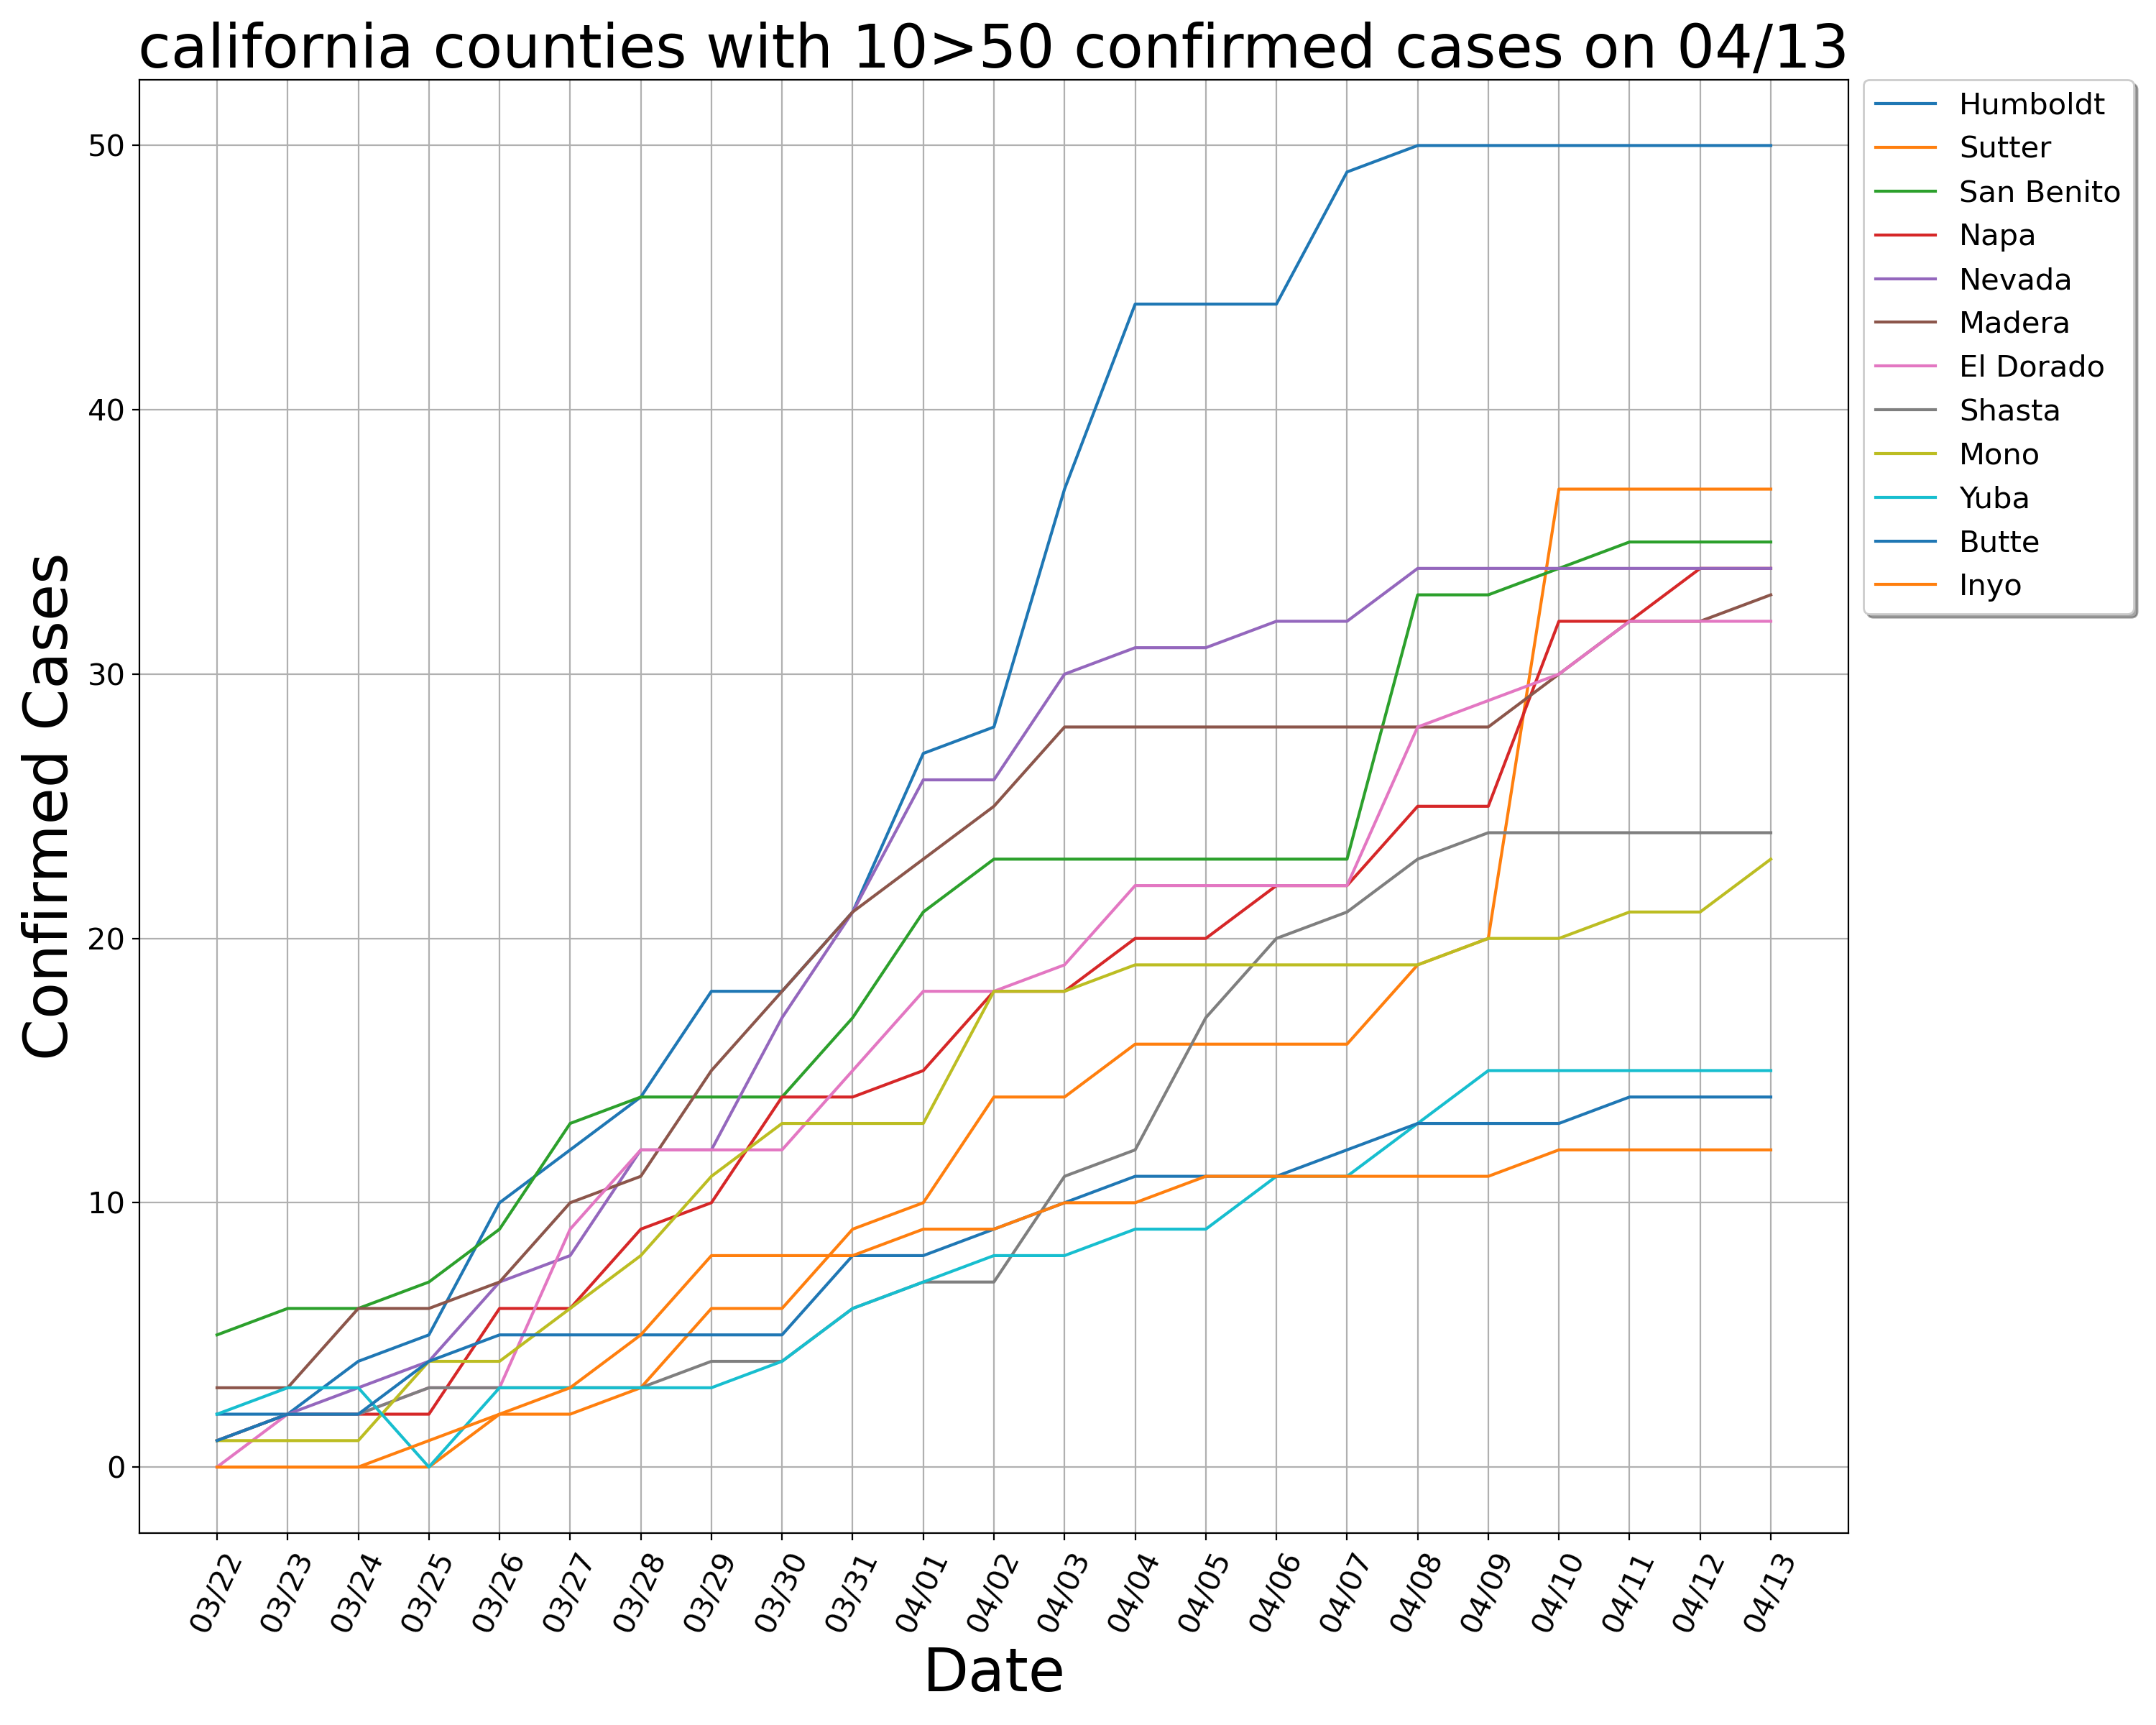 california counties with 10>50 confirmed cases on 04/13
Humboldt
Sutter
San Benito
Napa
Nevada
Madera
El Dorado
Shasta
Mono
Yuba
Butte
Inyo
Confirmed Cases
50
40
30
20
10
0
03/22
03/23
03/24
03/25
03/26
03/27
03/28
03/29
03/30
03/31
04/01
04/02
04/03
04/04
04/05
04/06
04/07
04/08
04/09
04/10
04/11
04/12
04/13
Date